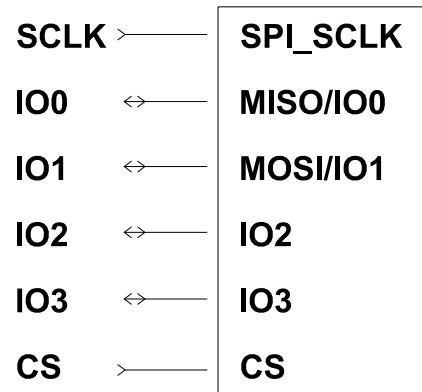 SCLK SPI_SCLK
IO0 MISO/IO0
IO1 MOSI/IO1
IO2 IO2
IO3 IO3
CS CS